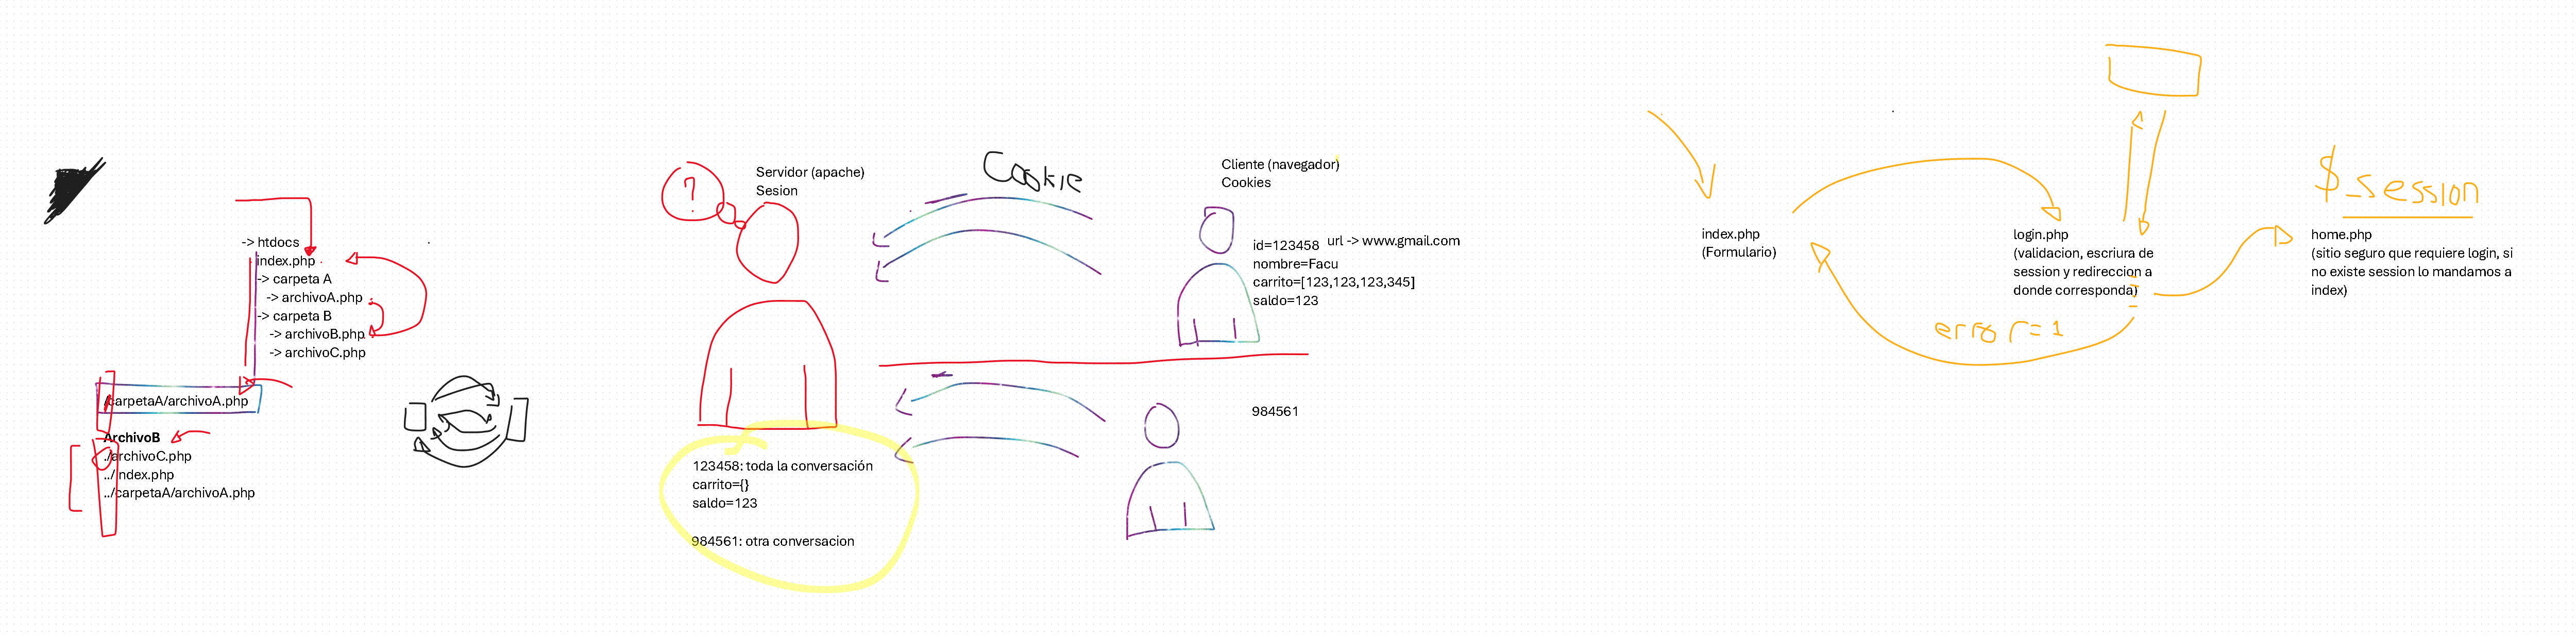 -> htdocs
index.php
-> carpeta A
-> archivoA.php
-> carpeta B
-> archivoB.php
-> archivoC.php
/carpetaA/archivoA.php
ArchivoB
./archivoC.php
../index.php
../carpetaA/archivoA.php
?
Servidor (apache)
Sesion
Cookie
Cliente (navegador)
Cookies
id=123458
url -> www.gmail.com
nombre=Facu
carrito=[123,123,123,345]
saldo=123
984561
123458: toda la conversación
carrito={}
saldo=123
984561: otra conversacion
index.php
(Formulario)
login.php
(validacion, escriura de
session y redireccion a
donde corresponda)
error=1
$_session
home.php
(sitio seguro que requiere login, si
no existe session lo mandamos a
index)